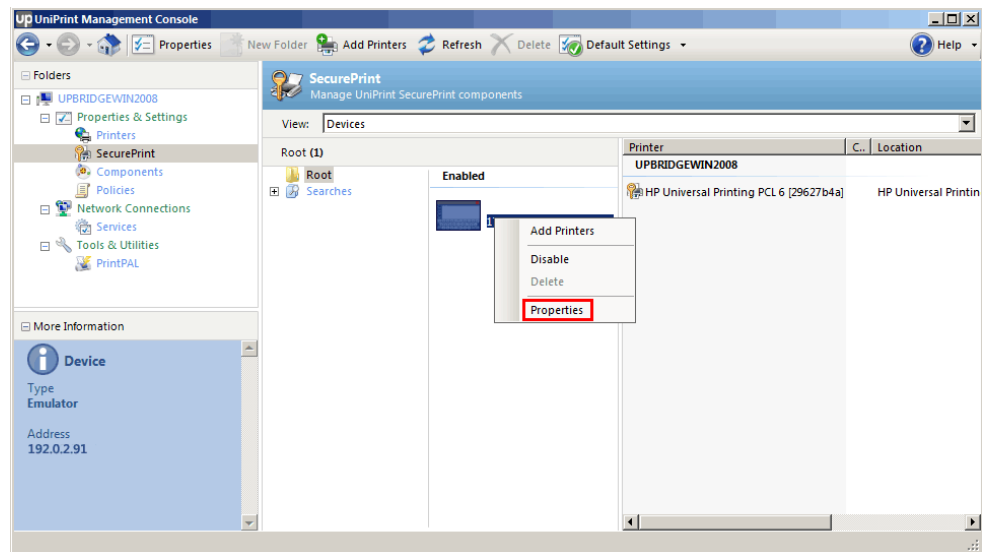 up UniPrint Management Console
Properties New Folder Add Printers Refresh Delete Default Settings Help
Folders
UPBRIDGEWIN2008
Properties & Settings
Printers
SecurePrint
Components
Policies
Network Connections
Services
Tools & Utilities
PrintPAL
More Information
Device
Type
Emulator
Address
192.0.2.91
SecurePrint
Manage UniPrint SecurePrint components
View: Devices
Root (1)
Root
Searches
Enabled
1
Add Printers
Disable
Delete
Properties
Printer C.. Location
UPBRIDGEWIN2008
HP Universal Printing PCL 6 [29627b4a] HP Universal Printin